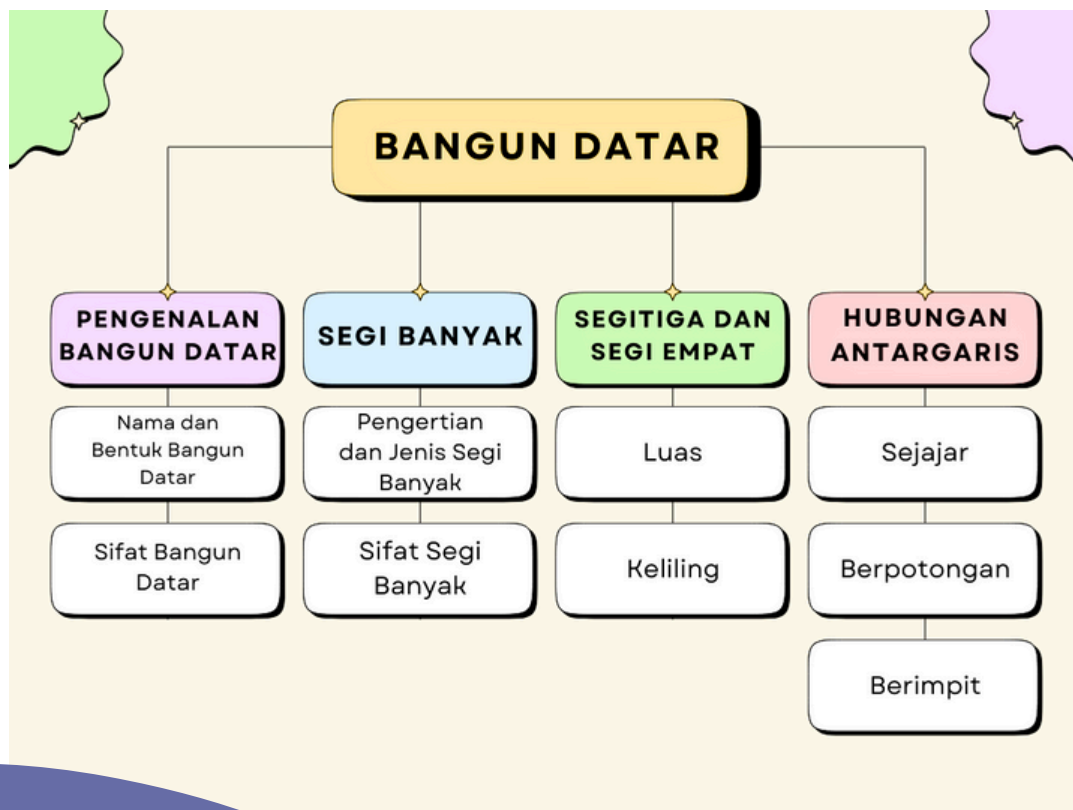 BANGUN DATAR
PENGENALAN
BANGUN DATAR
Nama dan
Bentuk Bangun
Datar
Sifat Bangun
Datar
SEGI BANYAK
Pengertian
dan Jenis Segi
Banyak
Sifat Segi
Banyak
SEGITIGA DAN
SEGI EMPAT
Luas
Keliling
HUBUNGAN
ANTARGARIS
Sejajar
Berpotongan
Berimpit